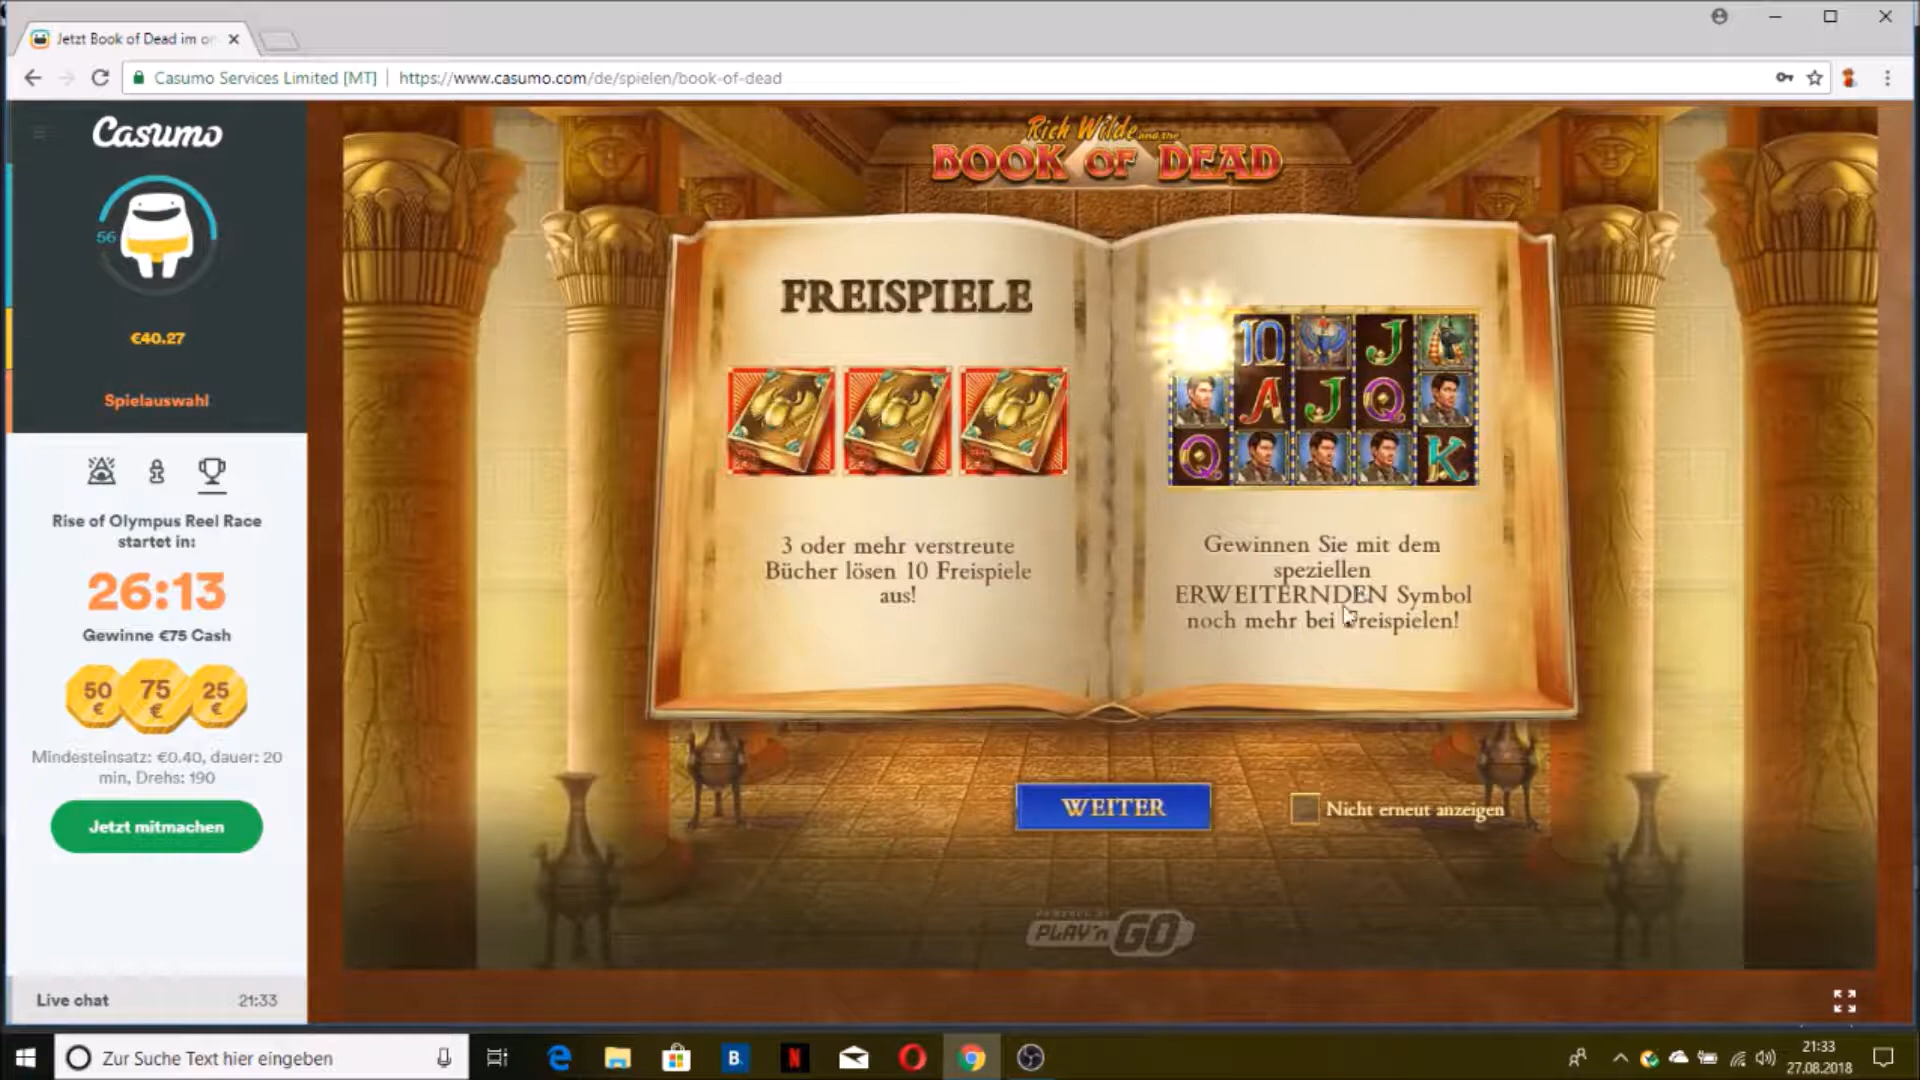 Jetzt Book of Dead im o
Casumo Services Limited [MT]
https://www.casumo.com/de/spielen/book-of-dead
Casumo
56
€40.27
Spielauswahl
Rise of Olympus Reel Race
startet in:
26:13
Gewinne €75 Cash
50 € 75 € 25 €
Mindesteinsatz: €0.40, dauer: 20
min, Drehs: 190
Jetzt mitmachen
Live chat 21:33
Rich Wilde and the
BOOK OF DEAD
FREISPIELE
3 oder mehr verstreute
Bücher lösen 10 Freispiele
aus!
10 J
A J Q
Q K
Gewinnen Sie mit dem
speziellen
ERWEITERNDEN Symbol
noch mehr bei Freispielen!
WEITER
Nicht erneut anzeigen
POWERED BY
PLAY'n GO
Zur Suche Text hier eingeben
B.
N
21:33
27.08.2018